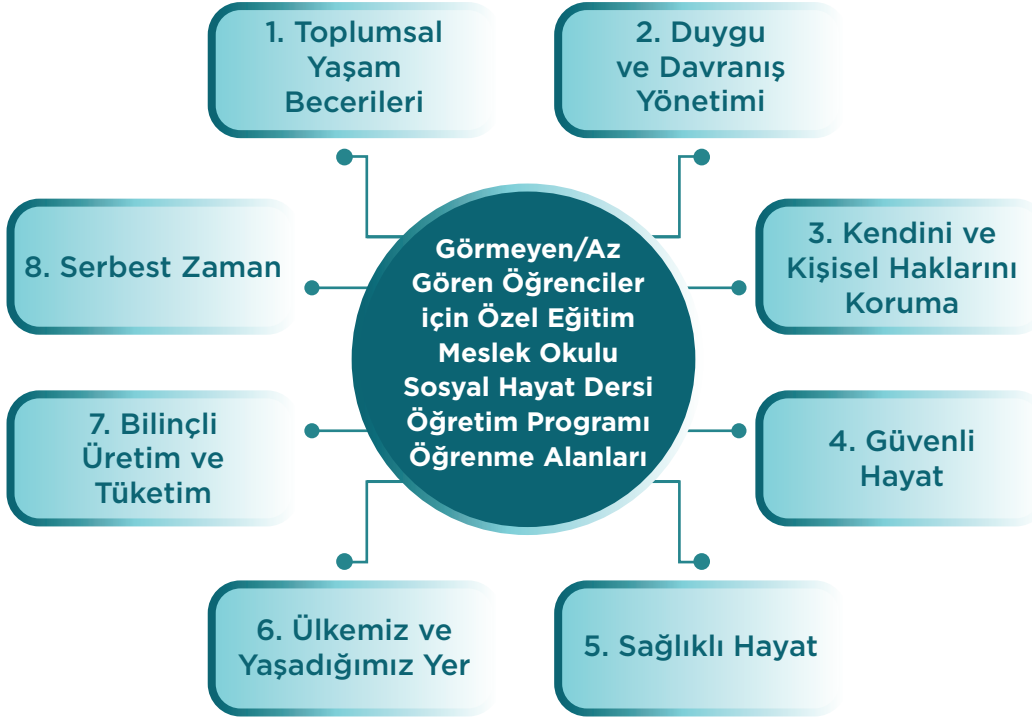 1. Toplumsal
Yaşam
Becerileri
2. Duygu
ve Davranış
Yönetimi
3. Kendini ve
Kişisel Haklarını
Koruma
4. Güvenli
Hayat
5. Sağlıklı Hayat
6. Ülkemiz ve
Yaşadığımız Yer
7. Bilinçli
Üretim ve
Tüketim
8. Serbest Zaman
Görmeyen/Az
Gören Öğrenciler
için Özel Eğitim
Meslek Okulu
Sosyal Hayat Dersi
Öğretim Programı
Öğrenme Alanları